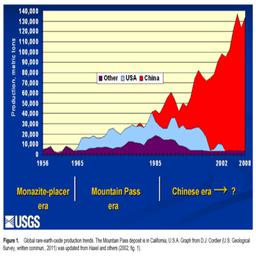 140,000
130,000
120,000
110,000
100,000
90,000
80,000
70,000
60,000
50,000
40,000
30,000
20,000
10,000
0
Production, metric tons
Other USA China
1956 1965 1985 2002 2008
Monazite-placer era
Mountain Pass era
Chinese era → ?
USGS
Figure 1. Global rare-earth-oxide production trends. The Mountain Pass deposit is in California, U.S.A. Graph from D.J. Cordier (U.S. Geological
Survey, written commun., 2011) was updated from Haxel and others (2002, fig. 1).